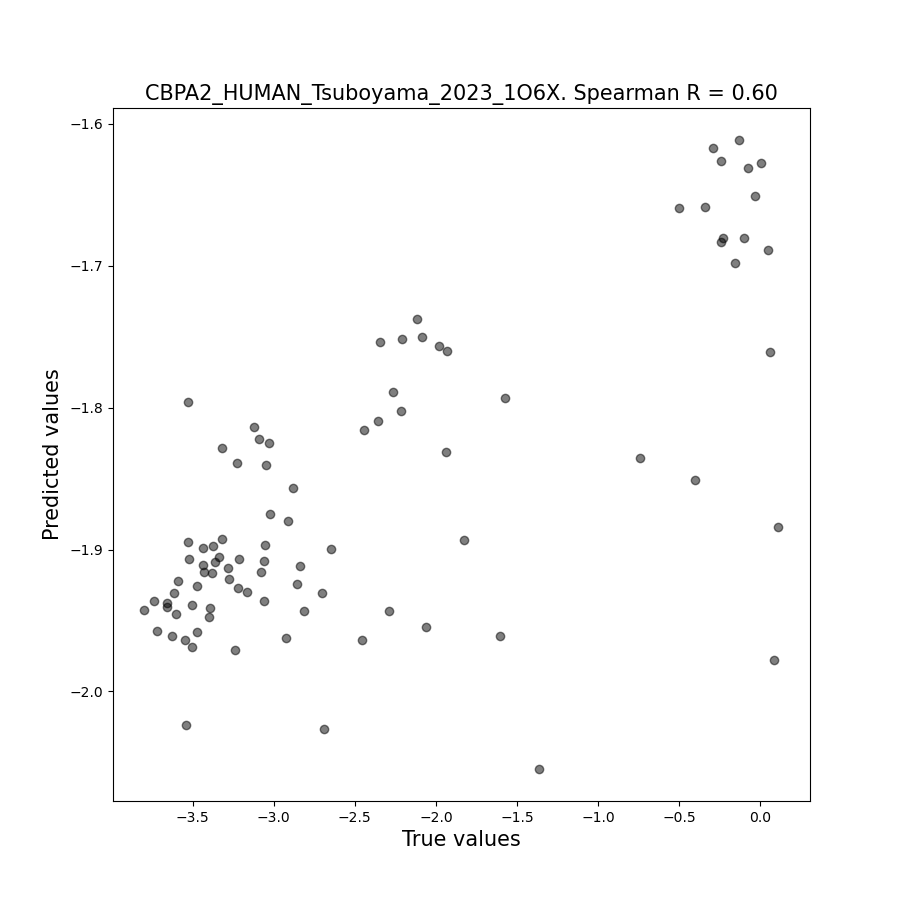 CBPA2_HUMAN_Tsuboyama_2023_1O6X. Spearman R = 0.60
−1.6
−1.7
−1.8
−1.9
−2.0
Predicted values
−3.5 −3.0 −2.5 −2.0 −1.5 −1.0 −0.5 0.0
True values